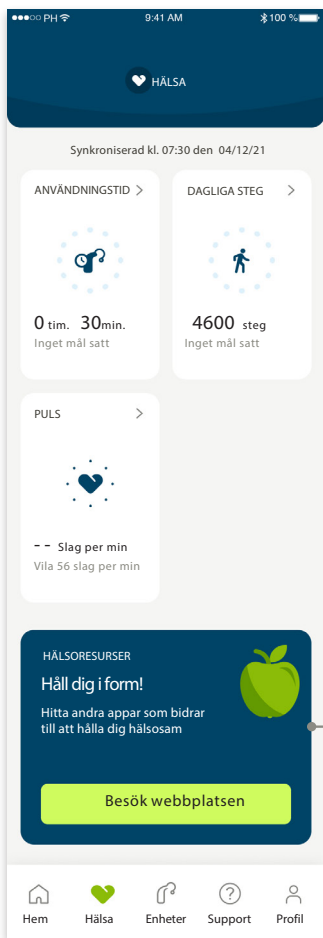 PH 9:41 AM 100 %
HÄLSA
Synkroniserad kl. 07:30 den 04/12/21
ANVÄNDNINGSTID >
0 tim. 30min.
Inget mål satt
DAGLIGA STEG >
4600 steg
Inget mål satt
PULS >
-- Slag per min
Vila 56 slag per min
HÄLSORESURSER
Håll dig i form!
Hitta andra appar som bidrar
till att hålla dig hälsosam
Besök webbplatsen
Hem Hälsa Enheter Support Profil